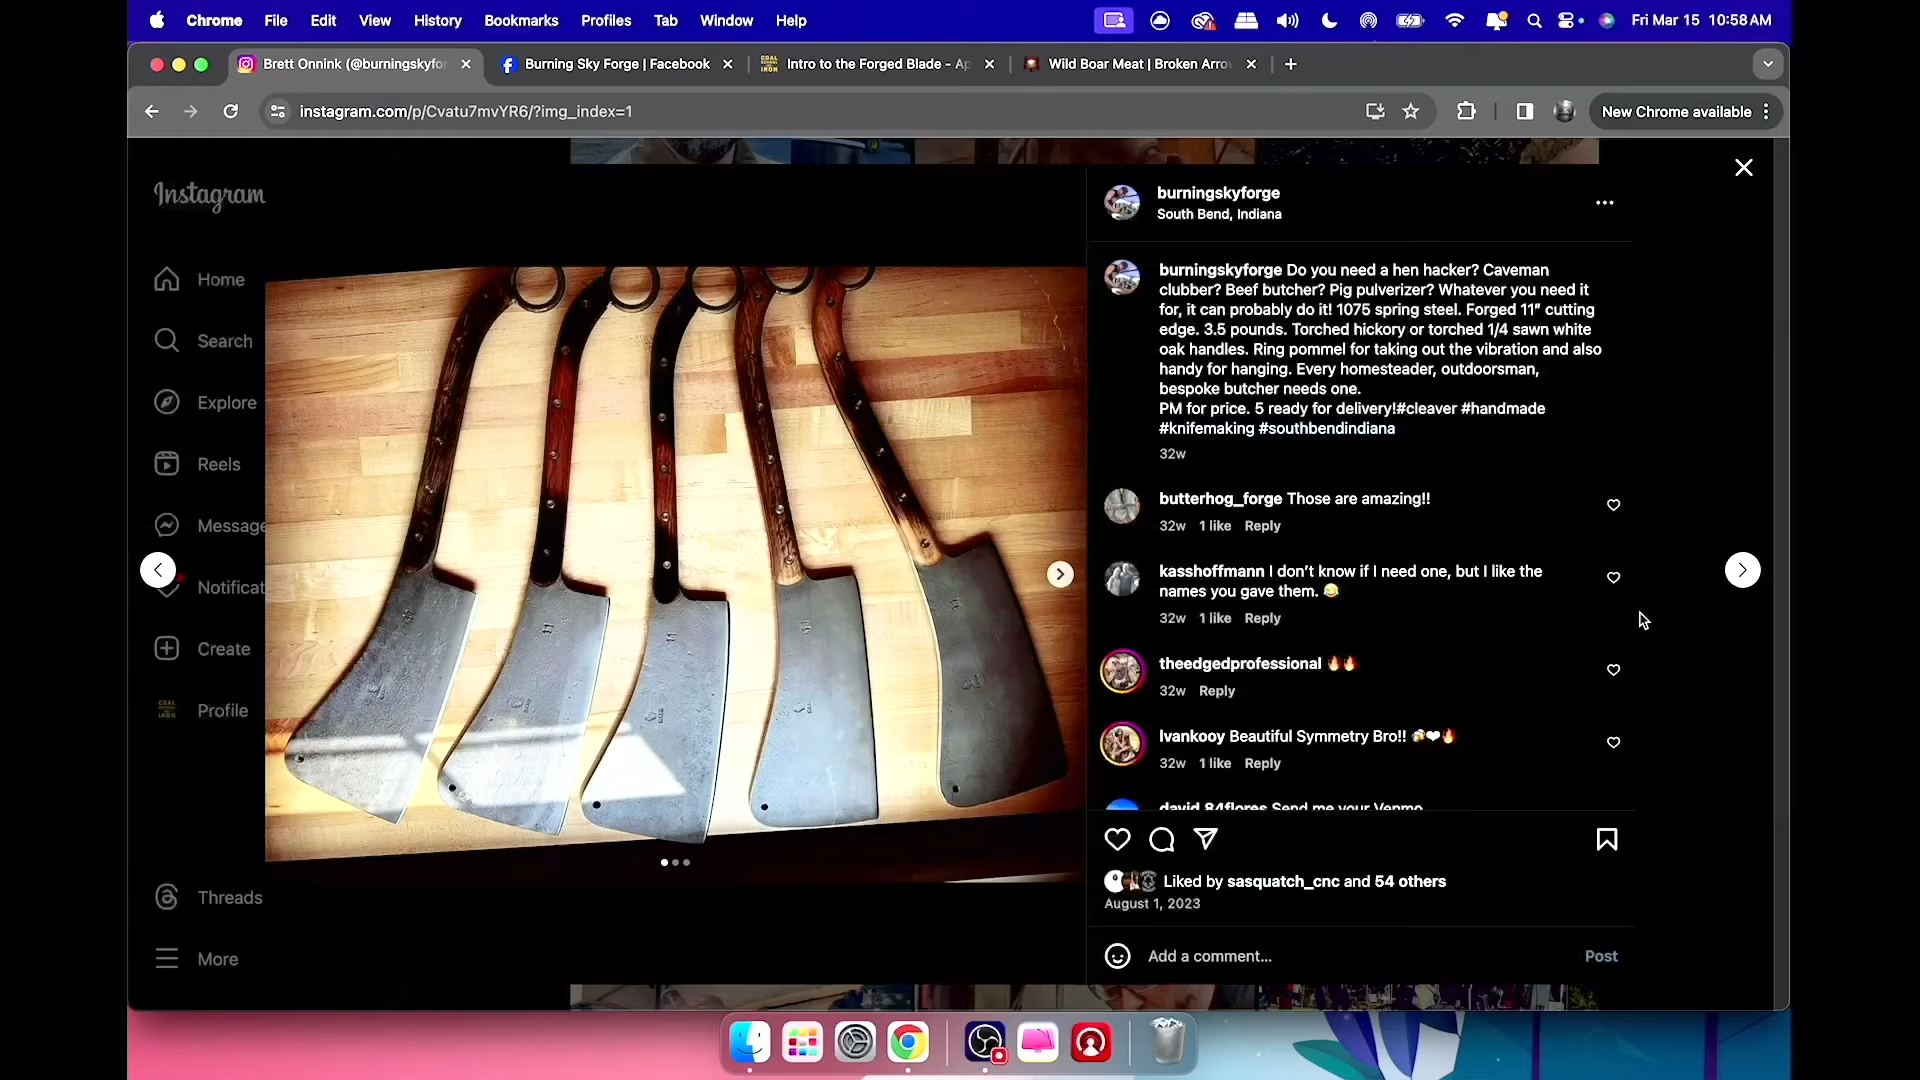 Chrome File Edit View History Bookmarks Profiles Tab Window Help Fri Mar 15 10:58 AM
Brett Onnink (@burningskyfo Burning Sky Forge | Facebook Intro to the Forged Blade - Ap Wild Boar Meat | Broken Arro
instagram.com/p/Cvatu7mvYR6/?img_index=1 New Chrome available
Instagram
Home
Search
Explore
Reels
Message
Notificat
Create
Profile
Threads
More
burningskyforge
South Bend, Indiana
burningskyforge Do you need a hen hacker? Caveman
clubber? Beef butcher? Pig pulverizer? Whatever you need it
for, it can probably do it! 1075 spring steel. Forged 11” cutting
edge. 3.5 pounds. Torched hickory or torched 1/4 sawn white
oak handles. Ring pommel for taking out the vibration and also
handy for hanging. Every homesteader, outdoorsman,
bespoke butcher needs one.
PM for price. 5 ready for delivery!#cleaver #handmade
#knifemaking #southbendindiana
32w
butterhog_forge Those are amazing!!
32w 1 like Reply
kasshoffmann I don’t know if I need one, but I like the
names you gave them. 😂
32w 1 like Reply
theedgedprofessional 🔥🔥
32w Reply
lvankooy Beautiful Symmetry Bro!! 🍻❤🔥
32w 1 like Reply
david.84flores Send me your Venmo
Liked by sasquatch_cnc and 54 others
August 1, 2023
Add a comment... Post